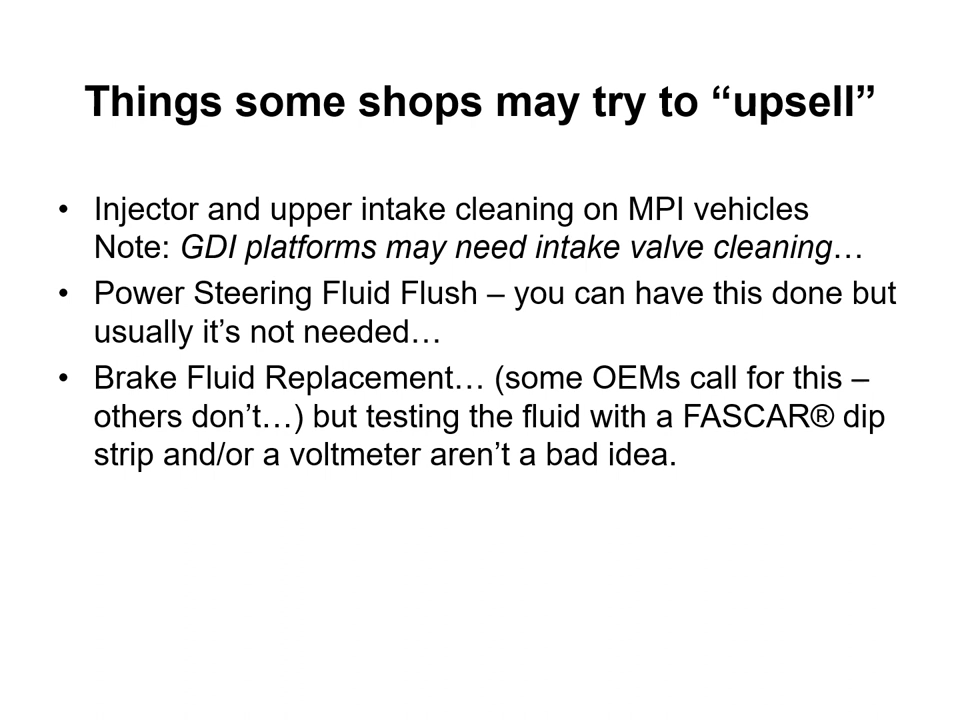 Things some shops may try to “upsell”
• Injector and upper intake cleaning on MPI vehicles
Note: GDI platforms may need intake valve cleaning…
• Power Steering Fluid Flush – you can have this done but
usually it’s not needed…
• Brake Fluid Replacement… (some OEMs call for this –
others don’t…) but testing the fluid with a FASCAR® dip
strip and/or a voltmeter aren’t a bad idea.